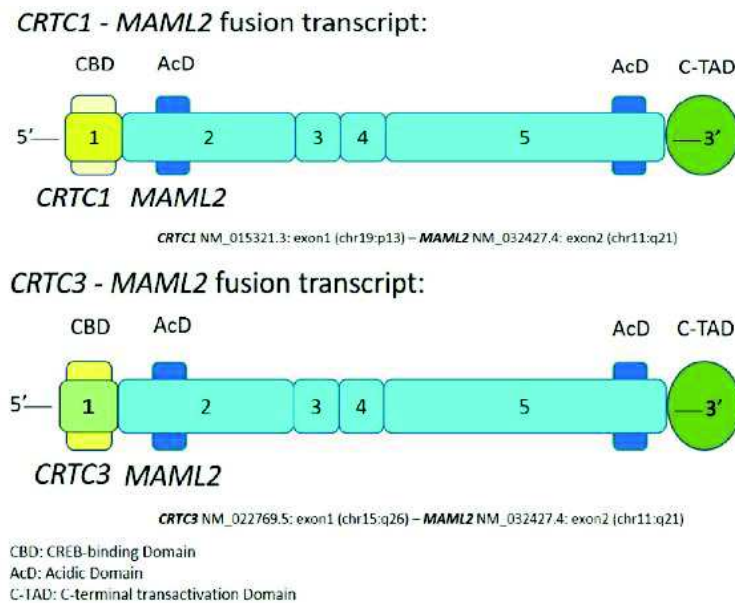 CRTC1 - MAML2 fusion transcript:
CBD AcD AcD C-TAD
5’ 1 2 3 4 5 3’
CRTC1 MAML2
CRTC1 NM_015321.3: exon1 (chr19:p13) – MAML2 NM_032427.4: exon2 (chr11:q21)
CRTC3 - MAML2 fusion transcript:
CBD AcD AcD C-TAD
5’ 1 2 3 4 5 3’
CRTC3 MAML2
CRTC3 NM_022769.5: exon1 (chr15:q26) – MAML2 NM_032427.4: exon2 (chr11:q21)
CBD: CREB-binding Domain
AcD: Acidic Domain
C-TAD: C-terminal transactivation Domain